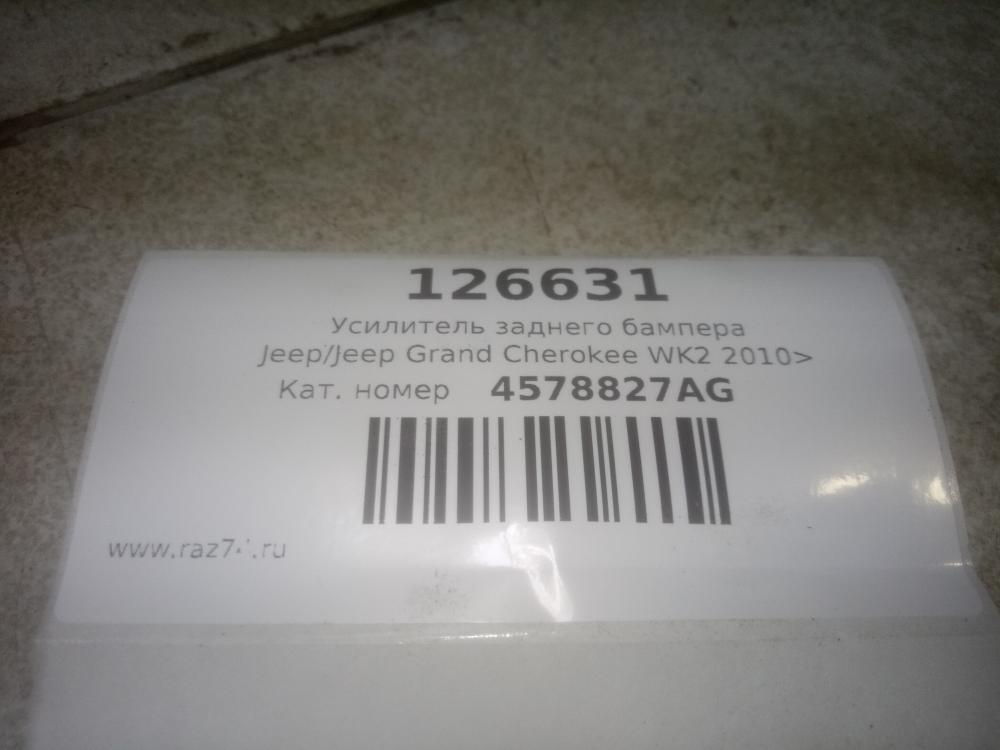 126631
Усилитель заднего бампера
Jeep/Jeep Grand Cherokee WK2 2010>
Кат. номер 4578827AG